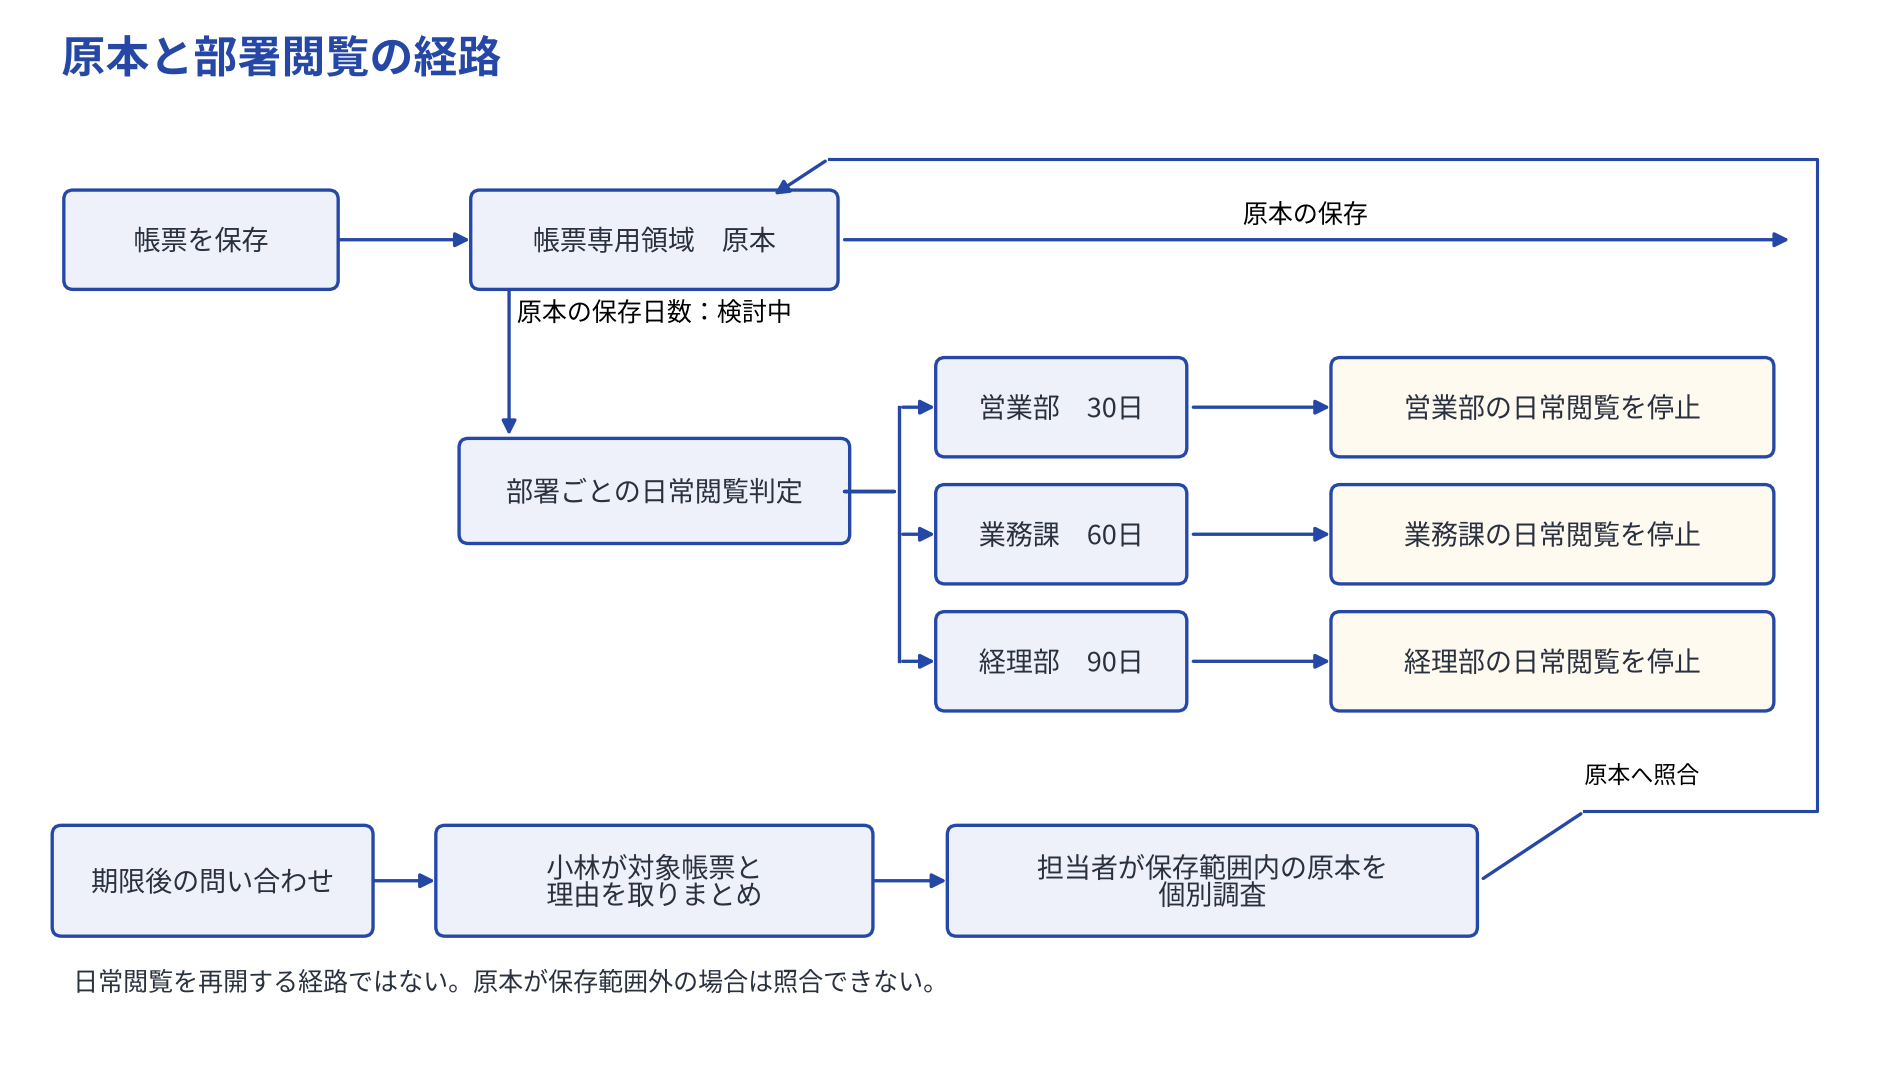 原本と部署閲覧の経路
帳票を保存
帳票専用領域　原本
原本の保存
原本の保存日数：検討中
部署ごとの日常閲覧判定
営業部　30日
営業部の日常閲覧を停止
業務課　60日
業務課の日常閲覧を停止
経理部　90日
経理部の日常閲覧を停止
原本へ照合
期限後の問い合わせ
小林が対象帳票と
理由を取りまとめ
担当者が保存範囲内の原本を
個別調査
日常閲覧を再開する経路ではない。原本が保存範囲外の場合は照合できない。